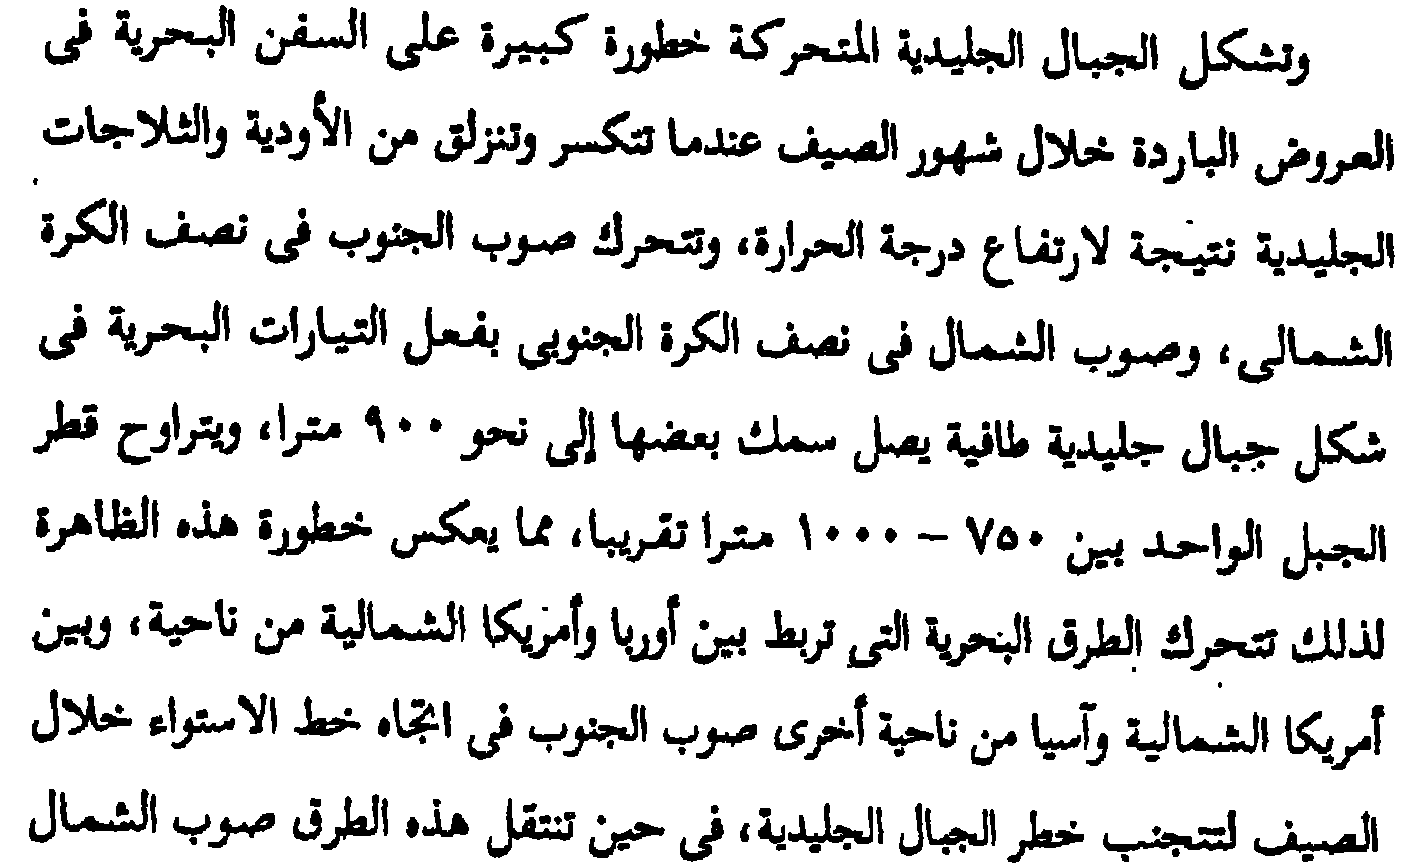 وتشكل الجبال الجليدية المتحركة خطورة كبيرة على السفن البحرية فى
العروض الباردة خلال شهور الصيف عندما تتكسر وتنزلق من الأودية والثلاجات
الجليدية نتيجة لارتفاع درجة الحرارة، وتتحرك صوب الجنوب فى نصف الكرة
الشمالى، وصوب الشمال فى نصف الكرة الجنوبى بفعل التيارات البحرية فى
شكل جبال جليدية طافية يصل سمك بعضها إلى نحو ٩٠٠ مترا، ويتراوح قطر
الجبل الواحد بين ٧٥٠ – ١٠٠٠ مترا تقريبا، مما يعكس خطورة هذه الظاهرة
لذلك تتحرك الطرق البحرية التى تربط بين أوربا وأمريكا الشمالية من ناحية، وبين
أمريكا الشمالية وآسيا من ناحية أخرى صوب الجنوب فى اتجاه خط الاستواء خلال
الصيف لتتجنب خطر الجبال الجليدية، فى حين تنتقل هذه الطرق صوب الشمال